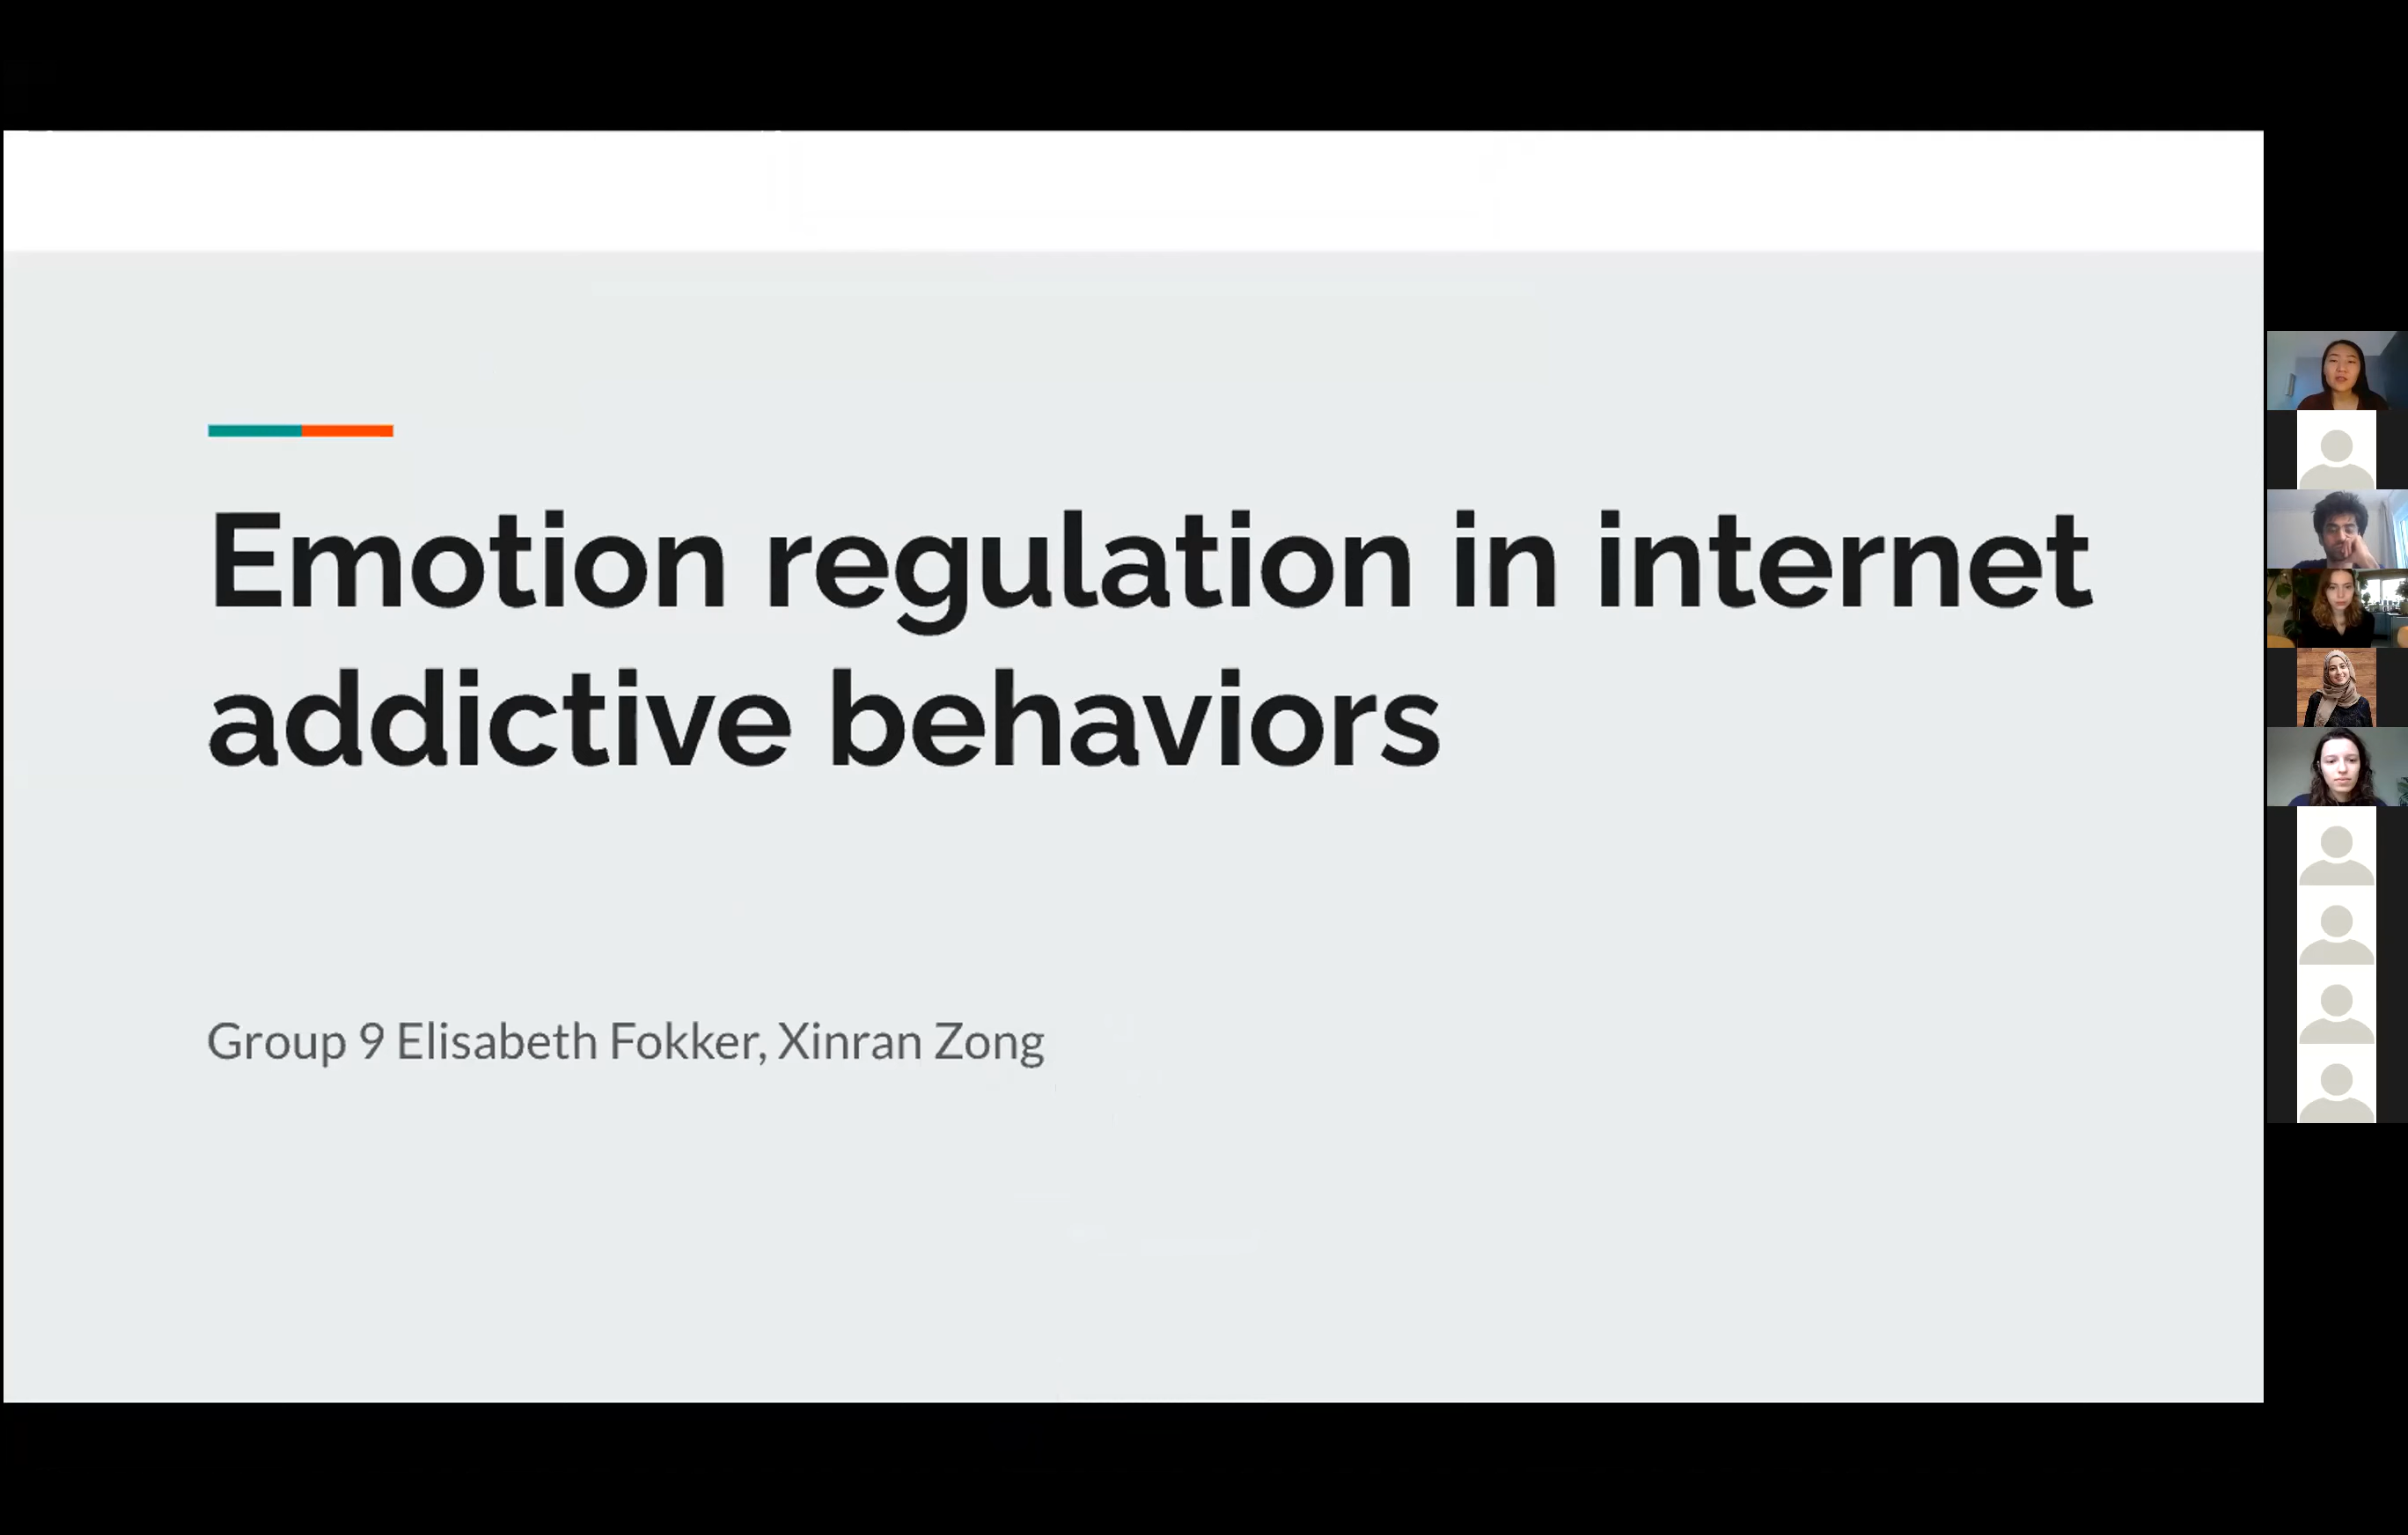 Emotion regulation in internet
addictive behaviors
Group 9 Elisabeth Fokker, Xinran Zong